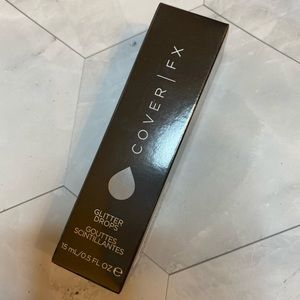 COVER | FX
GLITTER
DROPS
GOUTTES
SCINTILLANTES
15 mL/0.5 FL OZ ℮